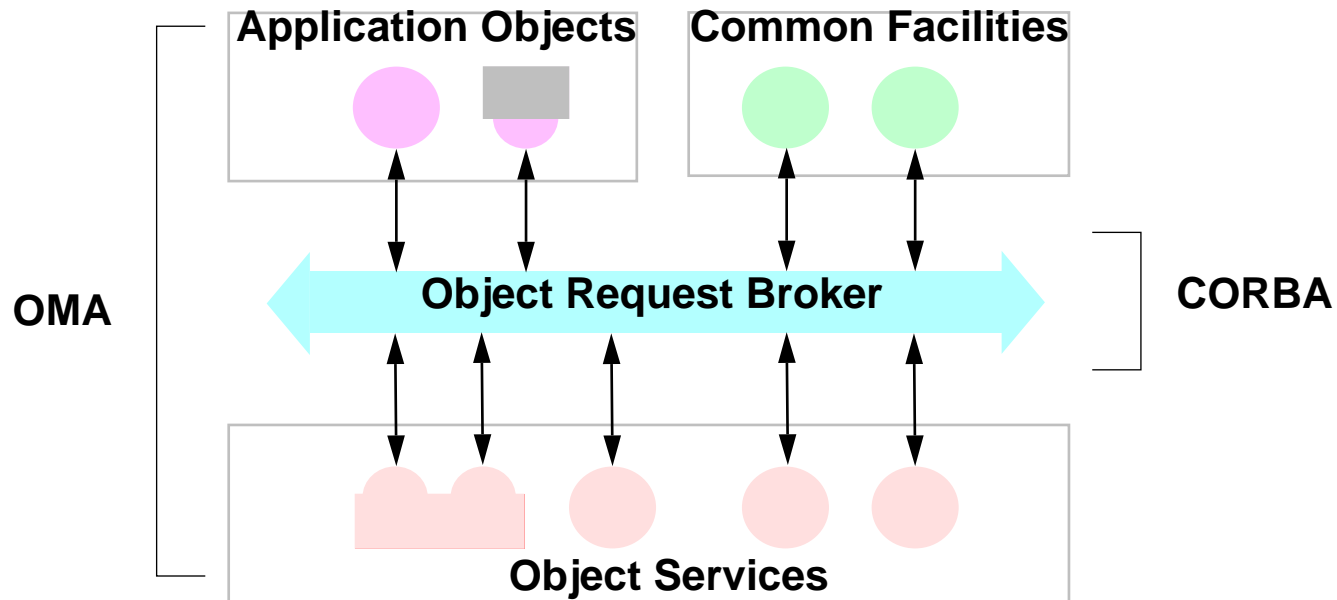 Application Objects
Common Facilities
Object Request Broker
OMA
CORBA
Object Services